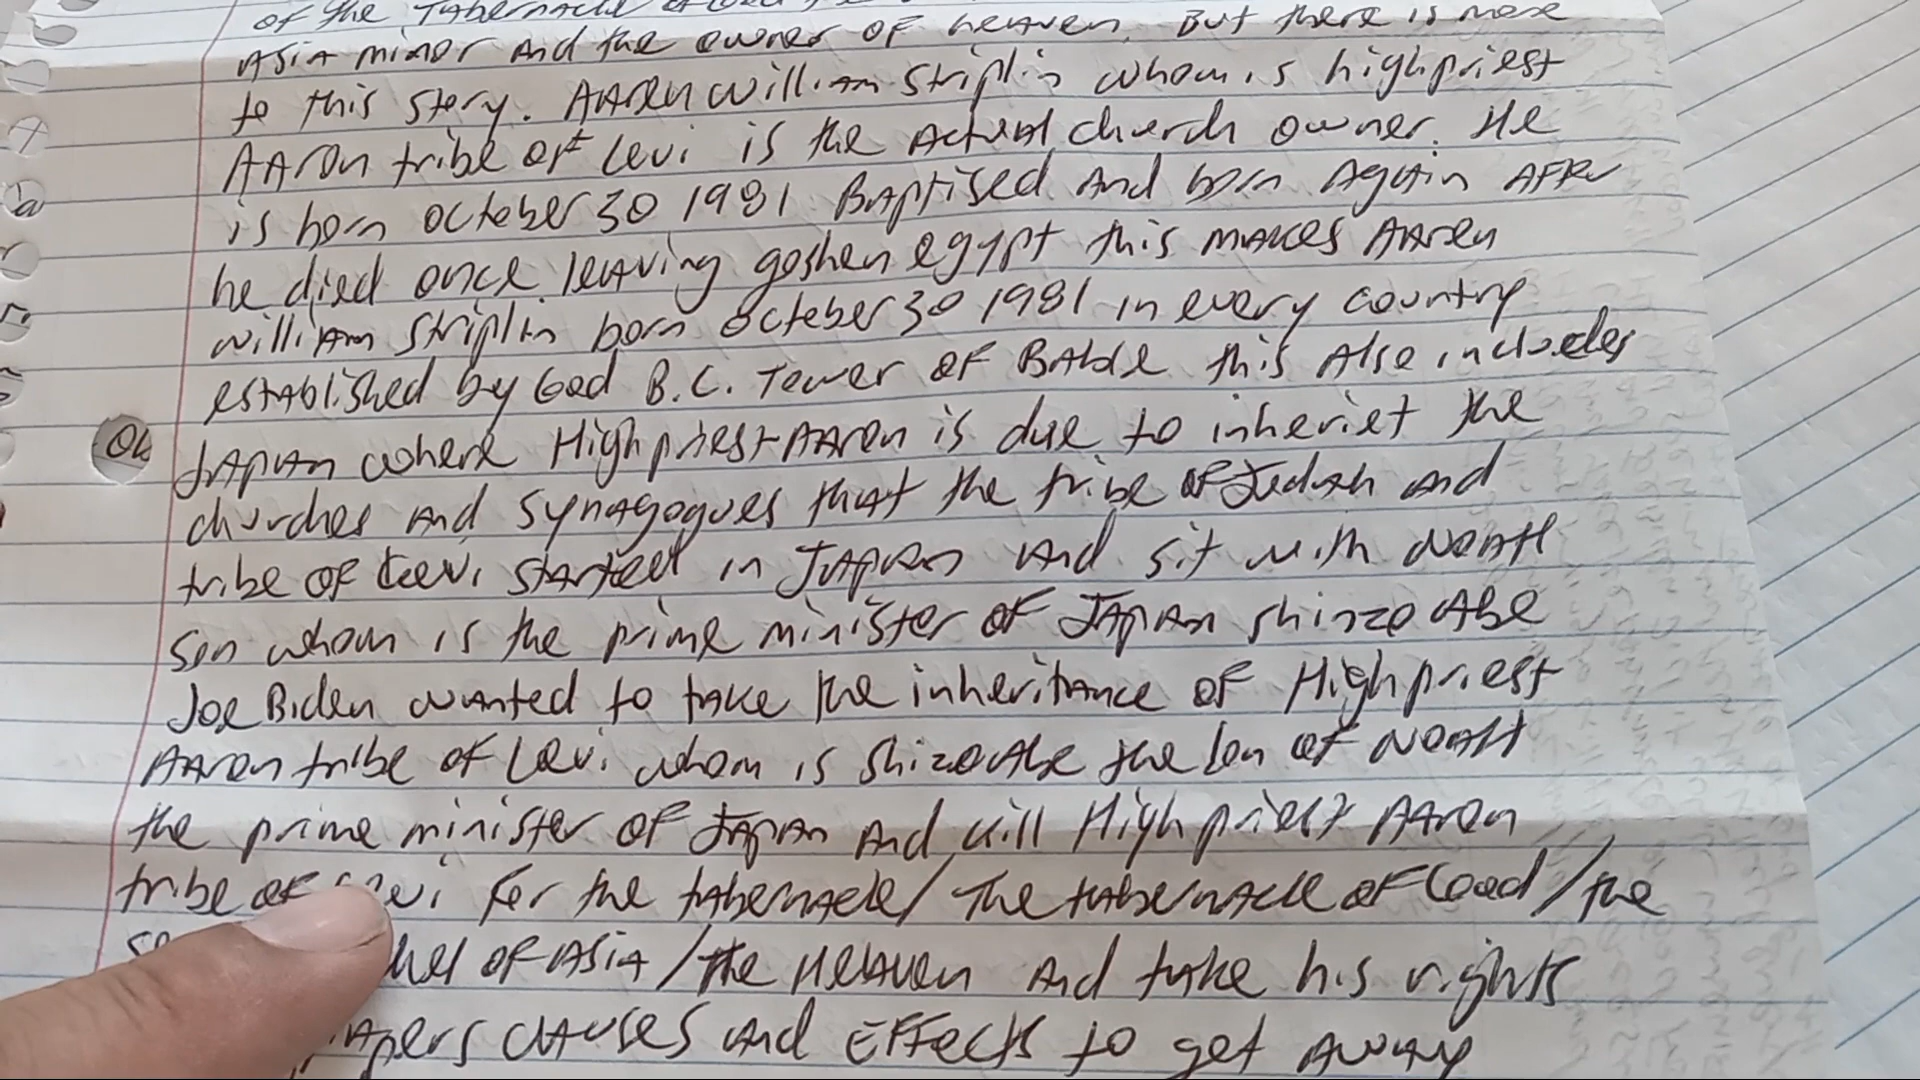 of the Tabernacle
Asia minor and the owner of heaven. But there is more
to this story. Aaren William Striplin whom is highpriest
AAron tribe of Levi is the actual church owner. He
is born october 30 1981 Baptised and born Again AFR
he died once leaving goshen egypt this makes Aaren
william Striplin born october 30 1981 in every country
established by God B.C. Tower of Bable this Also includes
Japan where Highpriest Aaron is due to inheriet the
churches and synagogues that the tribe of Judah and
tribe of Levi started in Japan and sit with Noah
Son whom is the prime minister of Japan shinzo Abe
Joe Biden wanted to take the inheritance of Highpriest
Aaron tribe of Levi whom is Shizo Abe the Son of Noah
the prime minister of Japan and kill Highpriest Aaron
tribe of Levi for the tabernacle/The tabernacle of God/the
of Asia/the Heaven and take his rights
clauses and Effects to get away